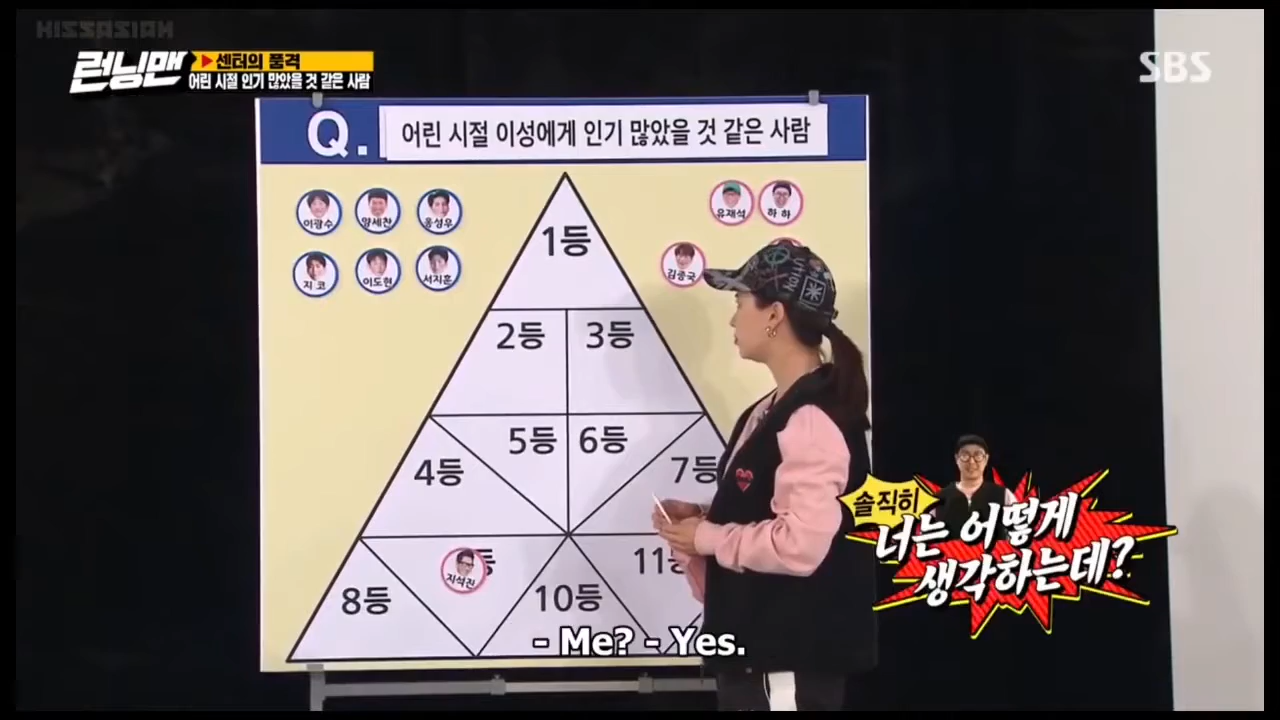 KISSASIAN
런닝맨
센터의 품격
어린 시절 인기 많았을 것 같은 사람
SBS
Q. 어린 시절 이성에게 인기 많았을 것 같은 사람
이광수 양세찬 옹성우
유재석 하하
지코 이도현 서지훈
김종국
1등
2등 3등
4등 5등 6등 7등
8등 지석진 등 10등 11등
UTION
솔직히
너는 어떻게
생각하는데?
- Me? - Yes.